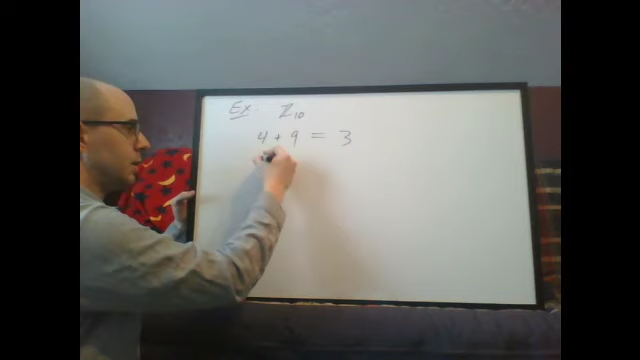 Ex. ℤ₁₀
4 + 9 = 3